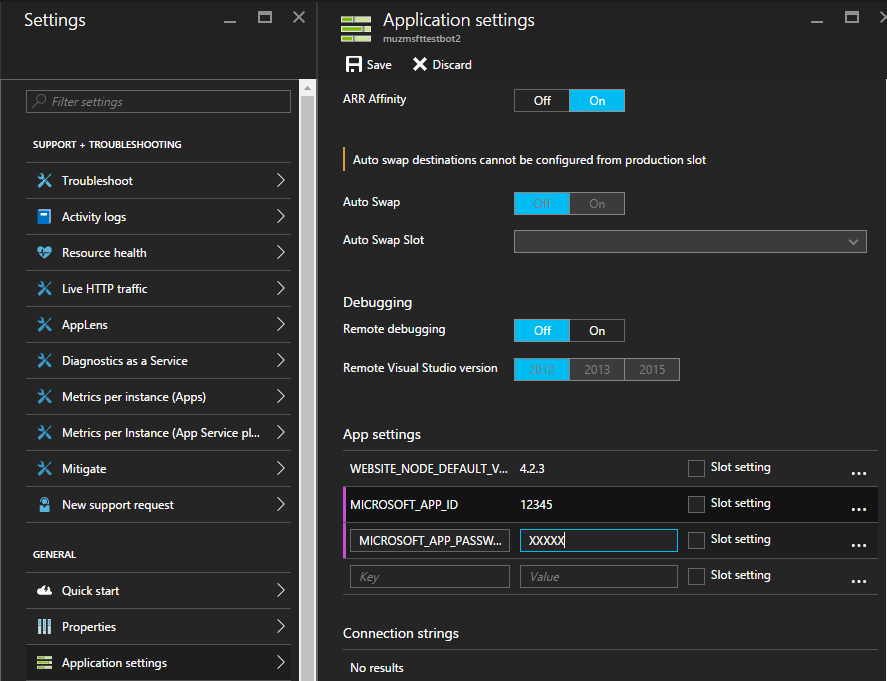 Settings
Filter settings
SUPPORT + TROUBLESHOOTING
Troubleshoot
Activity logs
Resource health
Live HTTP traffic
AppLens
Diagnostics as a Service
Metrics per instance (Apps)
Metrics per Instance (App Service pl...
Mitigate
New support request
GENERAL
Quick start
Properties
Application settings
Application settings
muzmsfttestbot2
Save Discard
ARR Affinity Off On
Auto swap destinations cannot be configured from production slot
Auto Swap Off On
Auto Swap Slot
Debugging
Remote debugging Off On
Remote Visual Studio version 2012 2013 2015
App settings
WEBSITE_NODE_DEFAULT_V... 4.2.3 Slot setting ...
MICROSOFT_APP_ID 12345 Slot setting ...
MICROSOFT_APP_PASSW... XXXXX Slot setting ...
Key Value Slot setting ...
Connection strings
No results